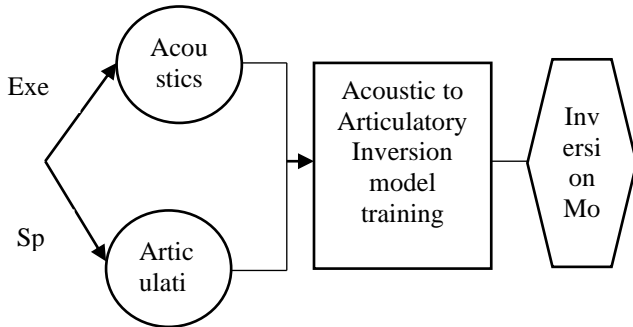 Acou
stics
Exe
Acoustic to
Articulatory
Inversion
model
training
Inv
ersi
on
Mo
Sp
Artic
ulati